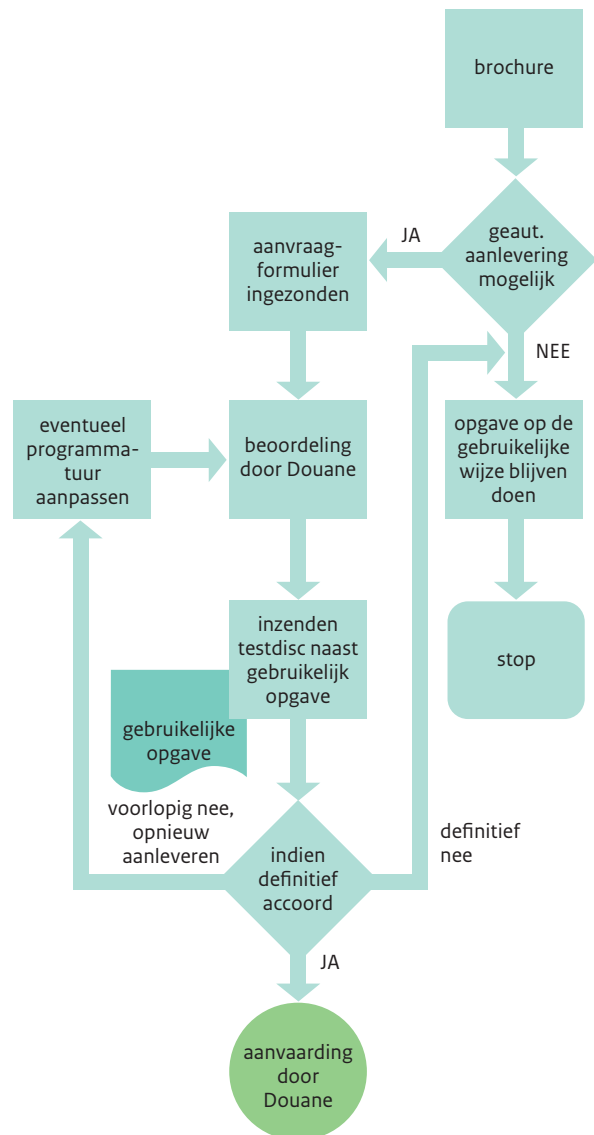 brochure
geaut.
aanlevering
mogelijk
JA
aanvraag-
formulier
ingezonden
NEE
eventueel
programma-
tuur
aanpassen
beoordeling
door Douane
opgave op de
gebruikelijke
wijze blijven
doen
inzenden
testdisc naast
gebruikelijk
opgave
stop
gebruikelijke
opgave
voorlopig nee,
opnieuw
aanleveren
indien
definitief
accoord
definitief
nee
JA
aanvaarding
door
Douane